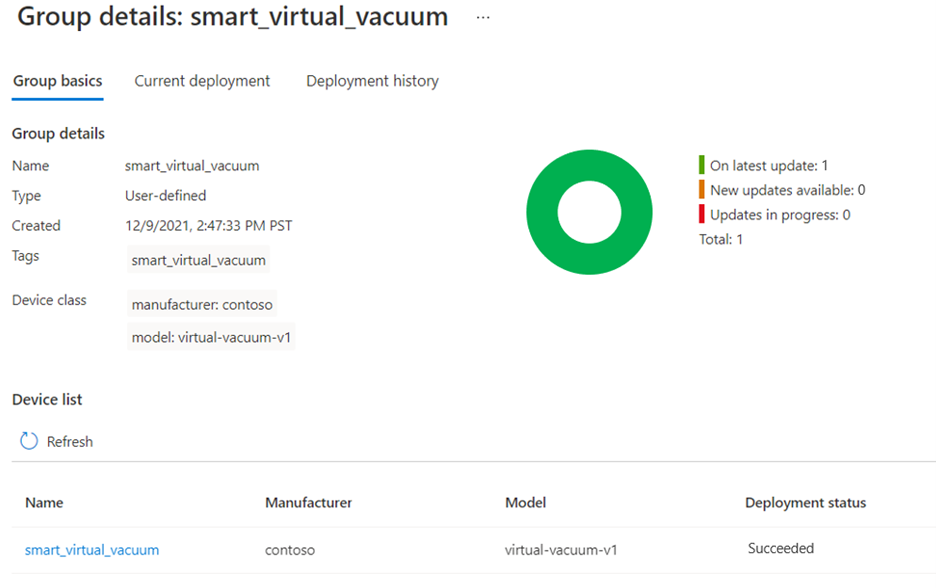 Group details: smart_virtual_vacuum ...
Group basics Current deployment Deployment history
Group details
Name smart_virtual_vacuum
Type User-defined
Created 12/9/2021, 2:47:33 PM PST
Tags smart_virtual_vacuum
Device class manufacturer: contoso
model: virtual-vacuum-v1
On latest update: 1
New updates available: 0
Updates in progress: 0
Total: 1
Device list
Refresh
Name Manufacturer Model Deployment status
smart_virtual_vacuum contoso virtual-vacuum-v1 Succeeded